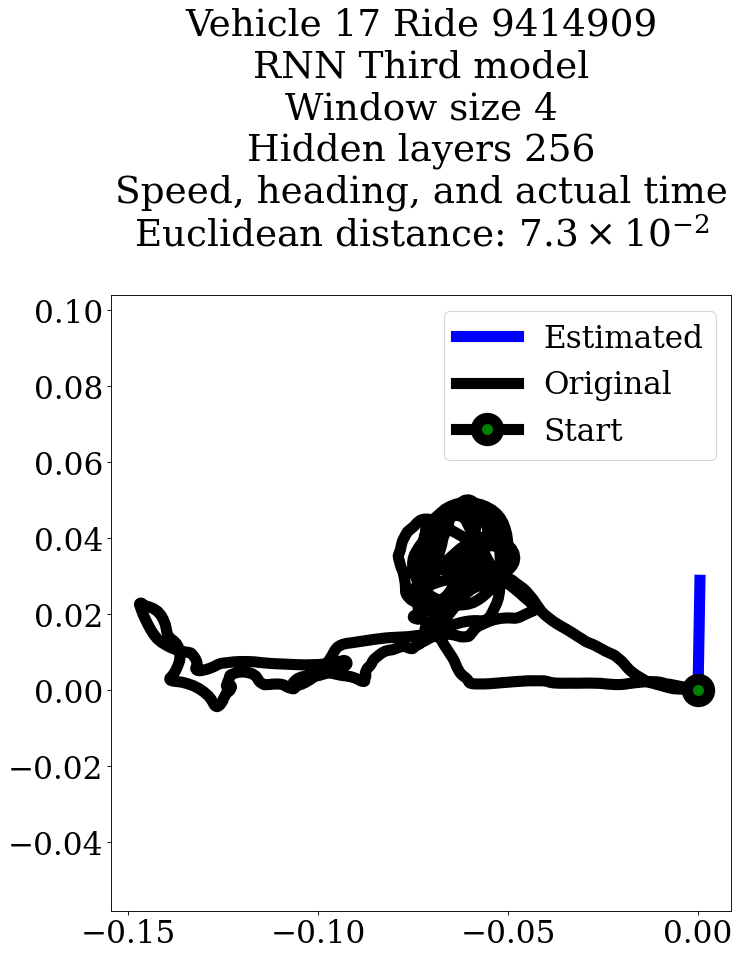 Vehicle 17 Ride 9414909
RNN Third model
Window size 4
Hidden layers 256
Speed, heading, and actual time
Euclidean distance: 7.3 × 10⁻²
Estimated
Original
Start
0.10
0.08
0.06
0.04
0.02
0.00
−0.02
−0.04
−0.15 −0.10 −0.05 0.00